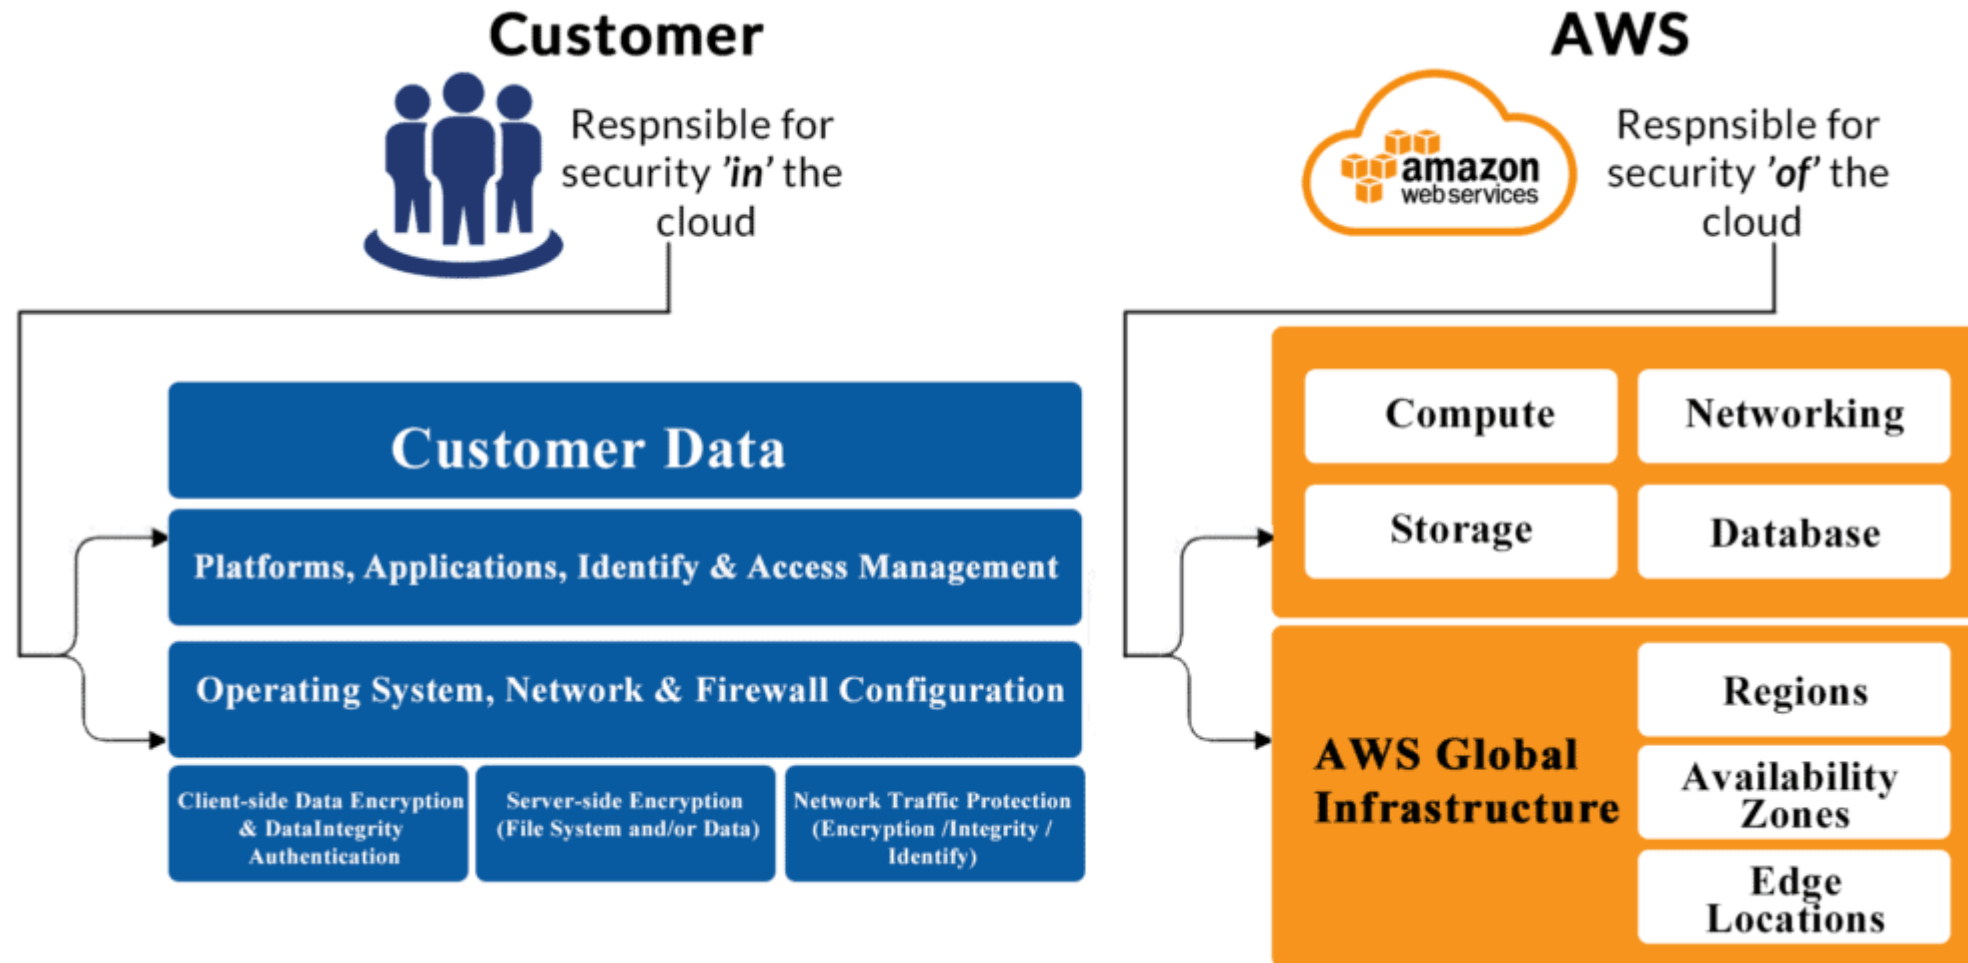 Customer
Respnsible for
security 'in' the
cloud
Customer Data
Platforms, Applications, Identify & Access Management
Operating System, Network & Firewall Configuration
Client-side Data Encryption
& DataIntegrity
Authentication
Server-side Encryption
(File System and/or Data)
Network Traffic Protection
(Encryption /Integrity /
Identify)
AWS
amazon
webservices
Respnsible for
security 'of' the
cloud
Compute
Networking
Storage
Database
AWS Global
Infrastructure
Regions
Availability
Zones
Edge
Locations